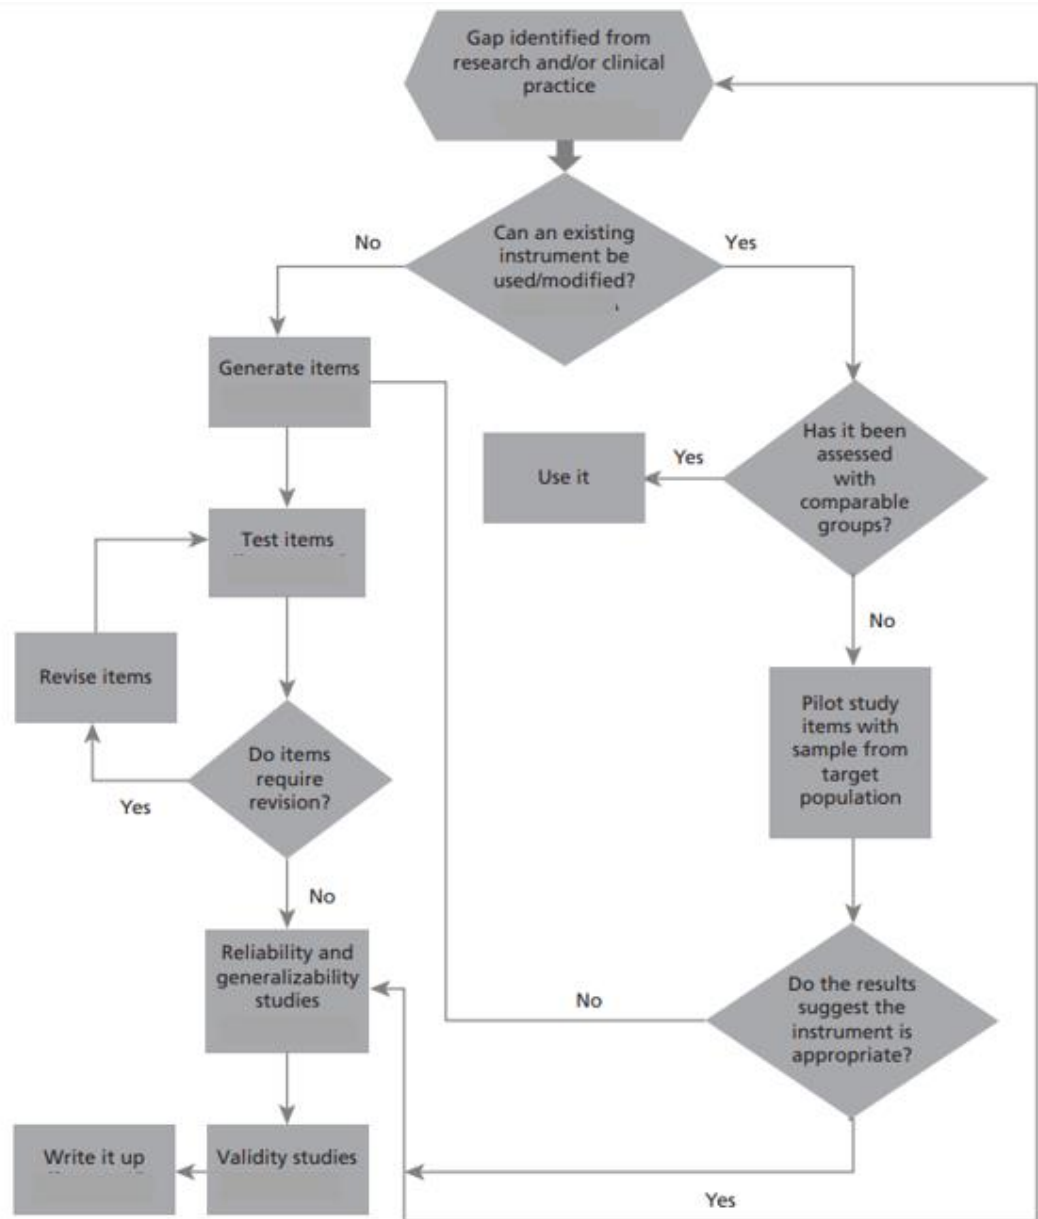 Gap identified from
research and/or clinical
practice
Can an existing
instrument be
used/modified?
No
Yes
Generate items
Has it been
assessed
with
comparable
groups?
Yes
Use it
Test items
No
Revise items
Pilot study
items with
sample from
target
population
Do items
require
revision?
Yes
No
Reliability and
generalizability
studies
Do the results
suggest the
instrument is
appropriate?
No
Write it up
Validity studies
Yes